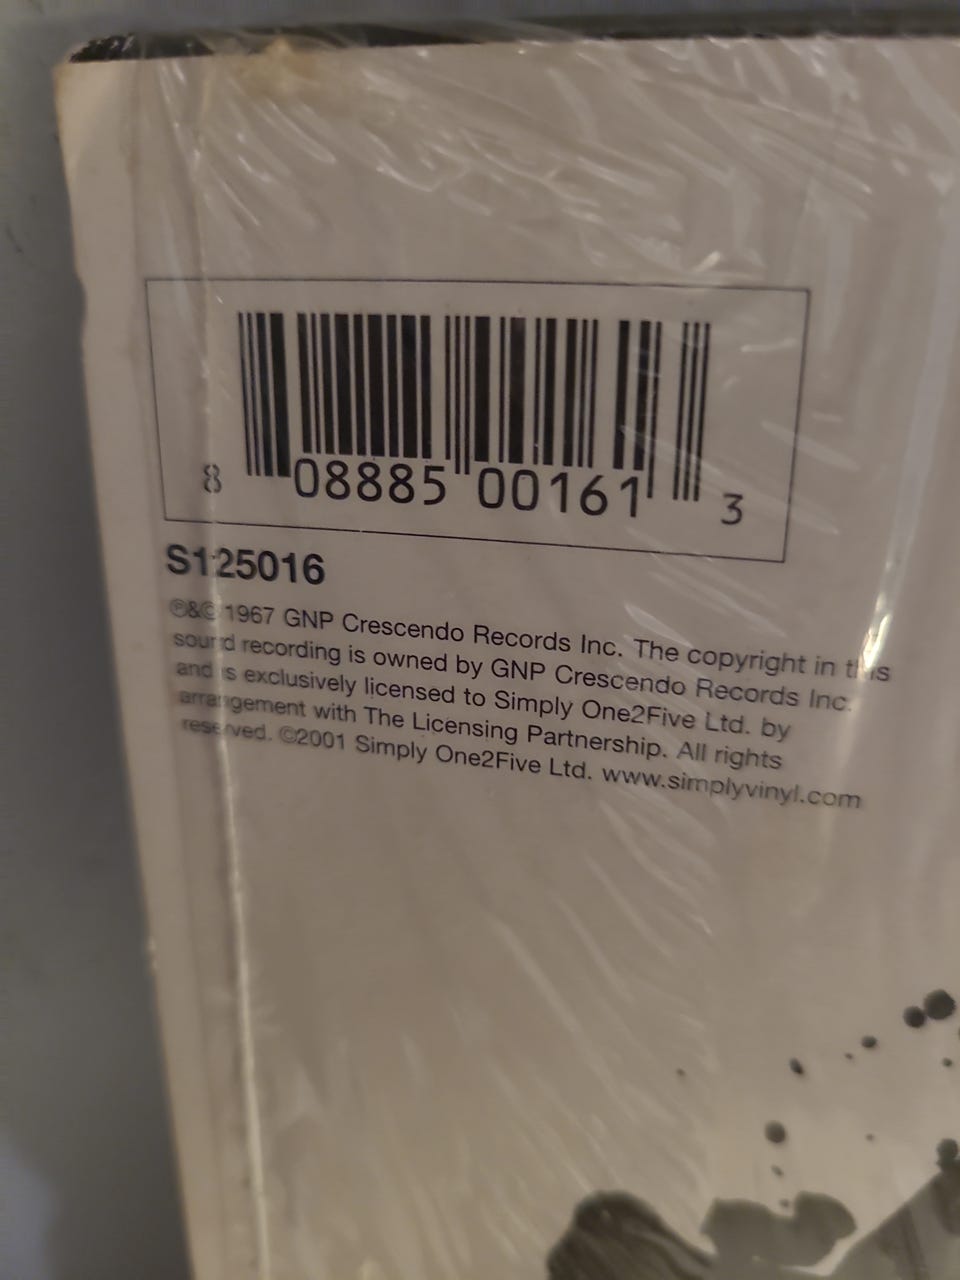 8 08885 00161 3
S125016
℗&© 1967 GNP Crescendo Records Inc. The copyright in this
sound recording is owned by GNP Crescendo Records Inc.
and is exclusively licensed to Simply One2Five Ltd. by
arrangement with The Licensing Partnership. All rights
reserved. ©2001 Simply One2Five Ltd. www.simplyvinyl.com